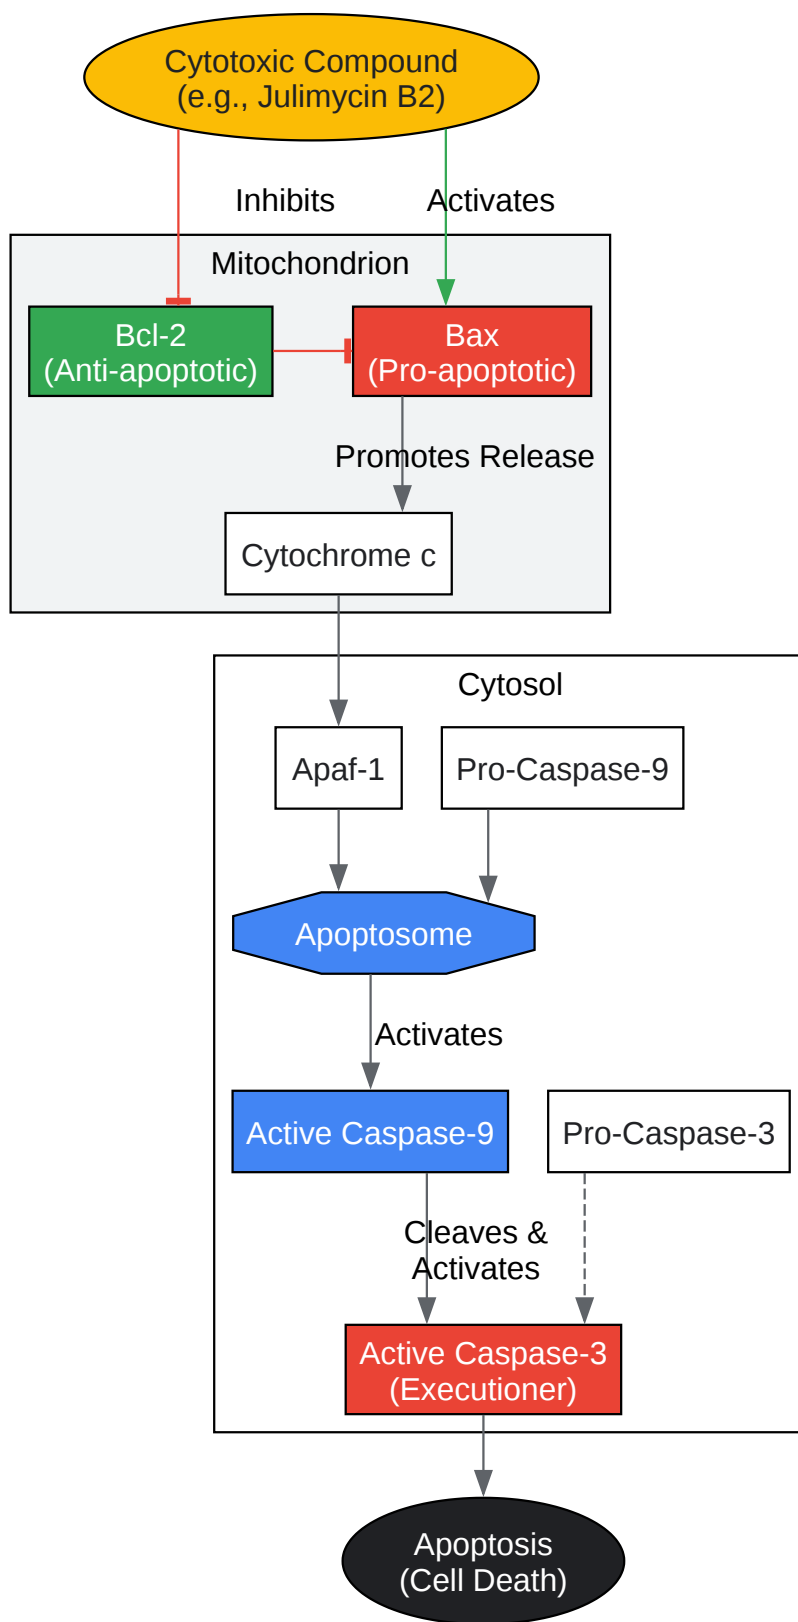 Cytotoxic Compound
(e.g., Julimycin B2)
Inhibits
Activates
Mitochondrion
Bcl-2
(Anti-apoptotic)
Bax
(Pro-apoptotic)
Promotes Release
Cytochrome c
Cytosol
Apaf-1
Pro-Caspase-9
Apoptosome
Activates
Active Caspase-9
Pro-Caspase-3
Cleaves &
Activates
Active Caspase-3
(Executioner)
Apoptosis
(Cell Death)